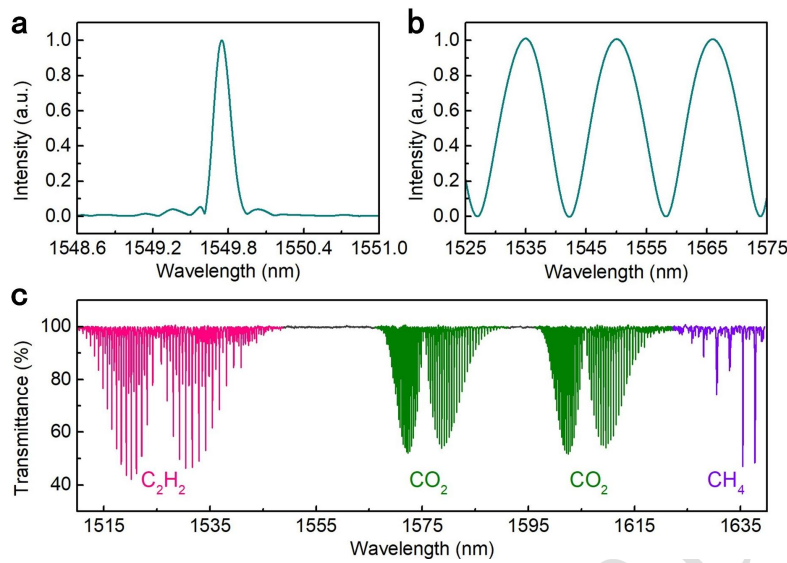 a
Intensity (a.u.)
1.0
0.8
0.6
0.4
0.2
0.0
1548.6 1549.2 1549.8 1550.4 1551.0
Wavelength (nm)
b
Intensity (a.u.)
1.0
0.8
0.6
0.4
0.2
0.0
1525 1535 1545 1555 1565 1575
Wavelength (nm)
c
Transmittance (%)
100
80
60
40
C₂H₂ CO₂ CO₂ CH₄
1515 1535 1555 1575 1595 1615 1635
Wavelength (nm)